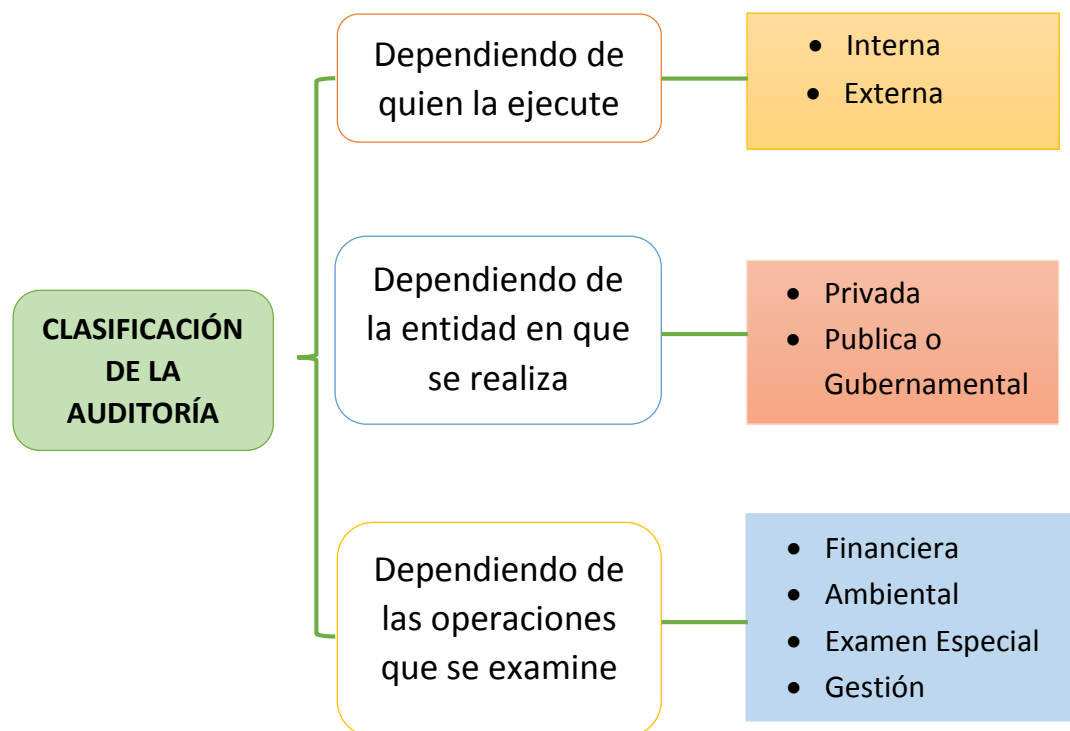 CLASIFICACIÓN
DE LA
AUDITORÍA
Dependiendo de
quien la ejecute
• Interna
• Externa
Dependiendo de
la entidad en que
se realiza
• Privada
• Publica o
Gubernamental
Dependiendo de
las operaciones
que se examine
• Financiera
• Ambiental
• Examen Especial
• Gestión